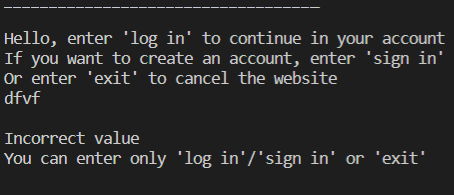 ___________________________________
Hello, enter 'log in' to continue in your account
If you want to create an account, enter 'sign in'
Or enter 'exit' to cancel the website
dfvf
Incorrect value
You can enter only 'log in'/'sign in' or 'exit'